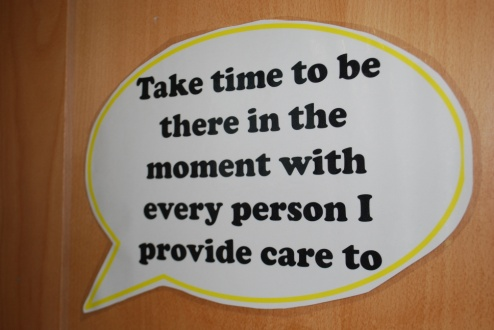 Take time to be
there in the
moment with
every person I
provide care to